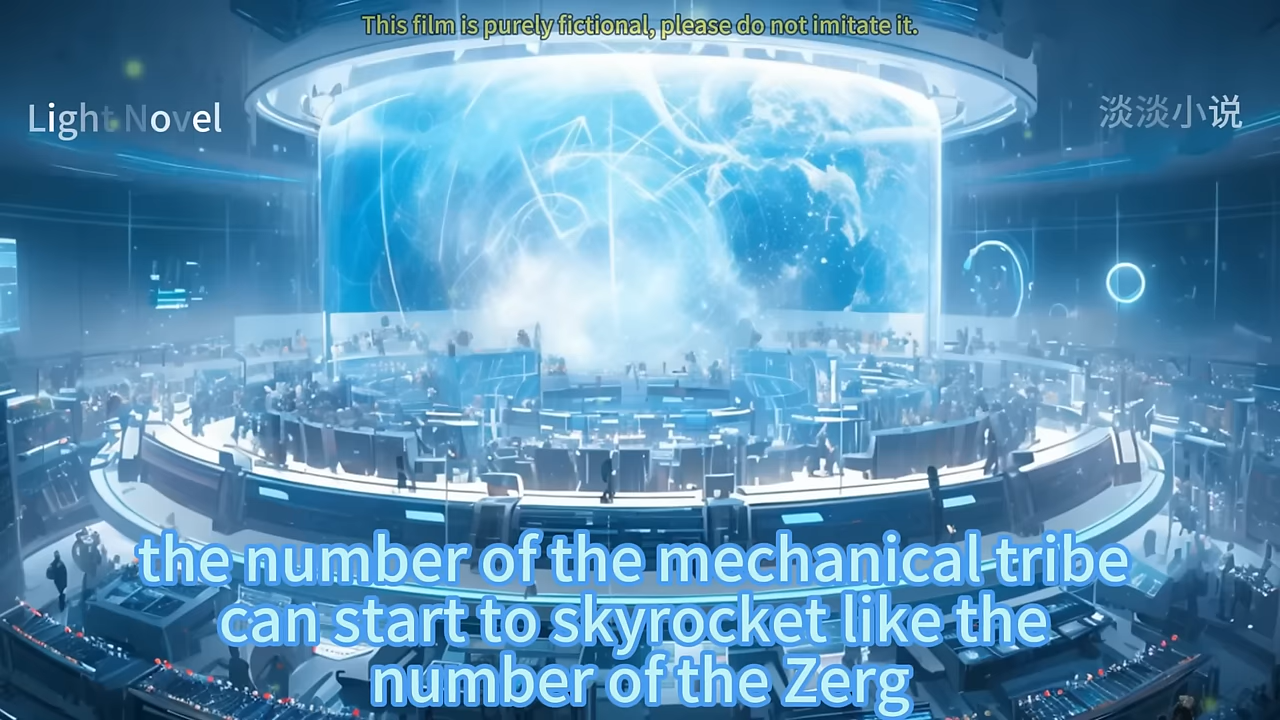 This film is purely fictional, please do not imitate it.
Light Novel
淡淡小说
the number of the mechanical tribe
can start to skyrocket like the
number of the Zerg